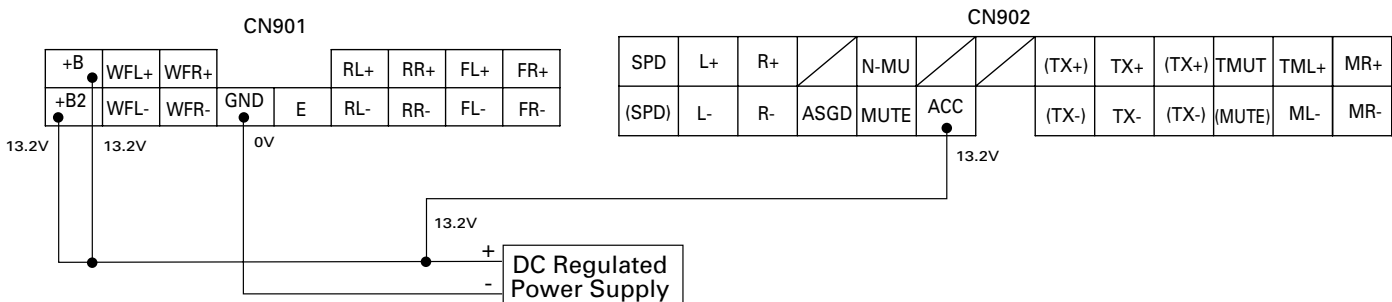 CN901
+B WFL+ WFR+ RL+ RR+ FL+ FR+
+B2 WFL- WFR- GND E RL- RR- FL- FR-
13.2V 13.2V 0V
CN902
SPD L+ R+ N-MU (TX+) TX+ (TX+) TMUT TML+ MR+
(SPD) L- R- ASGD MUTE ACC (TX-) TX- (TX-) (MUTE) ML- MR-
13.2V
13.2V
+ DC Regulated
- Power Supply